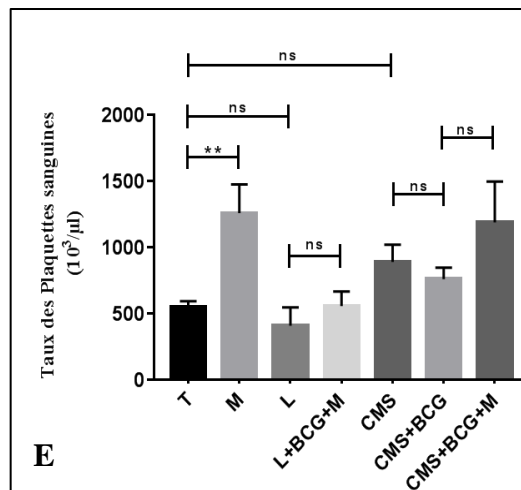 ns
ns
ns
**
ns
ns
Taux des Plaquettes sanguines
(10³/µl)
2000
1500
1000
500
0
T
M
L
L+BCG+M
CMS
CMS+BCG
CMS+BCG+M
E